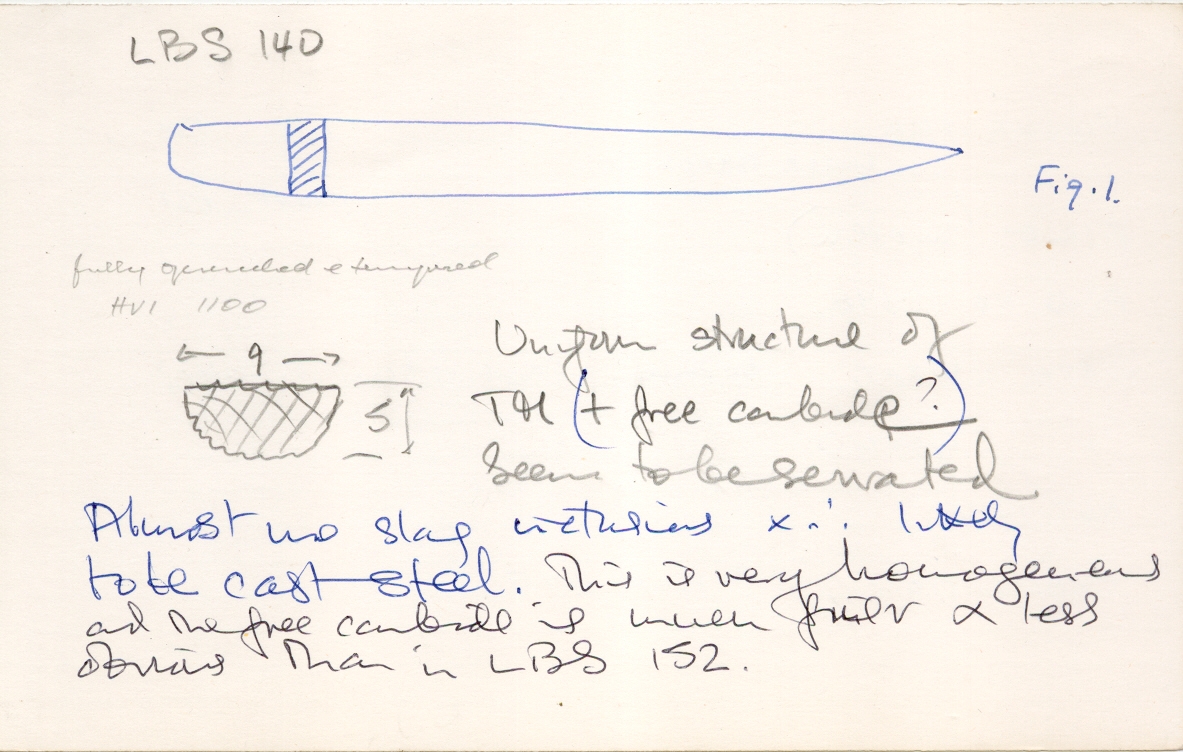 LBS 140
Fig. 1.
fully quenched & tempered
HV1 1100
← 9 →
5
Uniform structure of
TM (+ free carbide?)
Seem to be serrated
Almost no slag inclusions & ∴ likely
to be cast steel. This is very homogeneous
and the free carbide is much finer & less
obvious than in LBS 152.